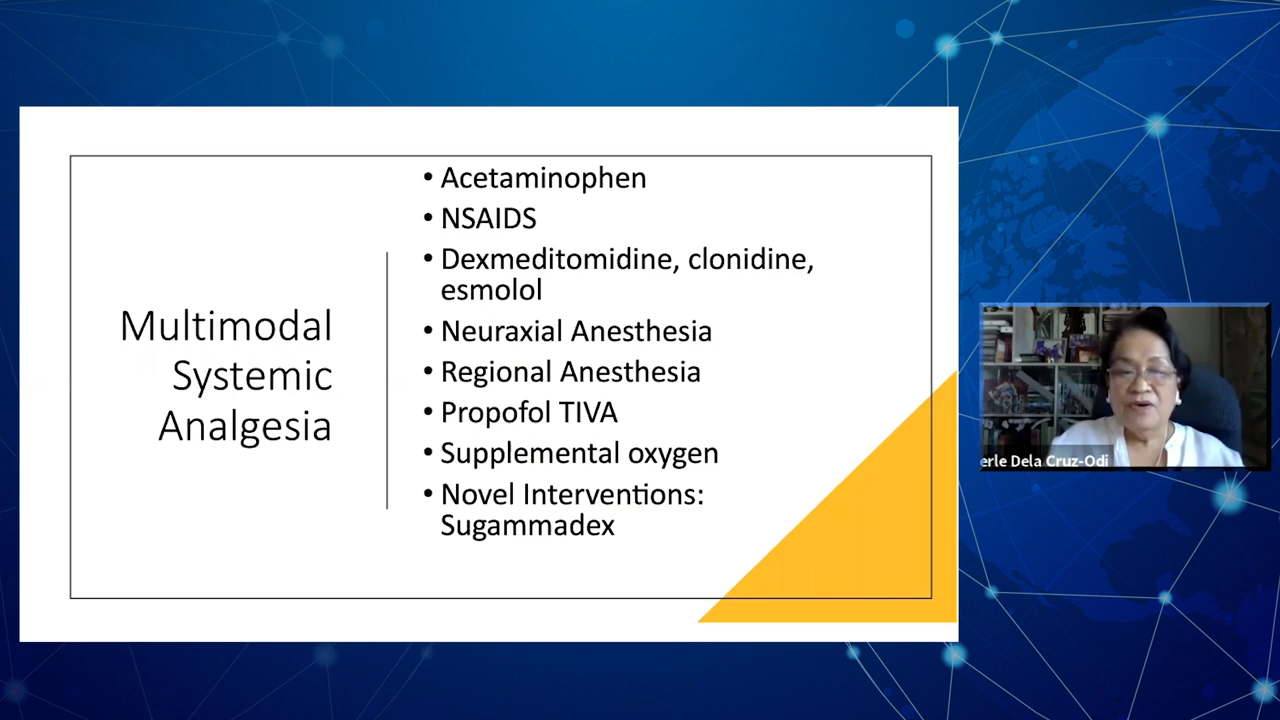 Multimodal
Systemic
Analgesia
• Acetaminophen
• NSAIDS
• Dexmeditomidine, clonidine,
esmolol
• Neuraxial Anesthesia
• Regional Anesthesia
• Propofol TIVA
• Supplemental oxygen
• Novel Interventions:
Sugammadex
erle Dela Cruz-Odi